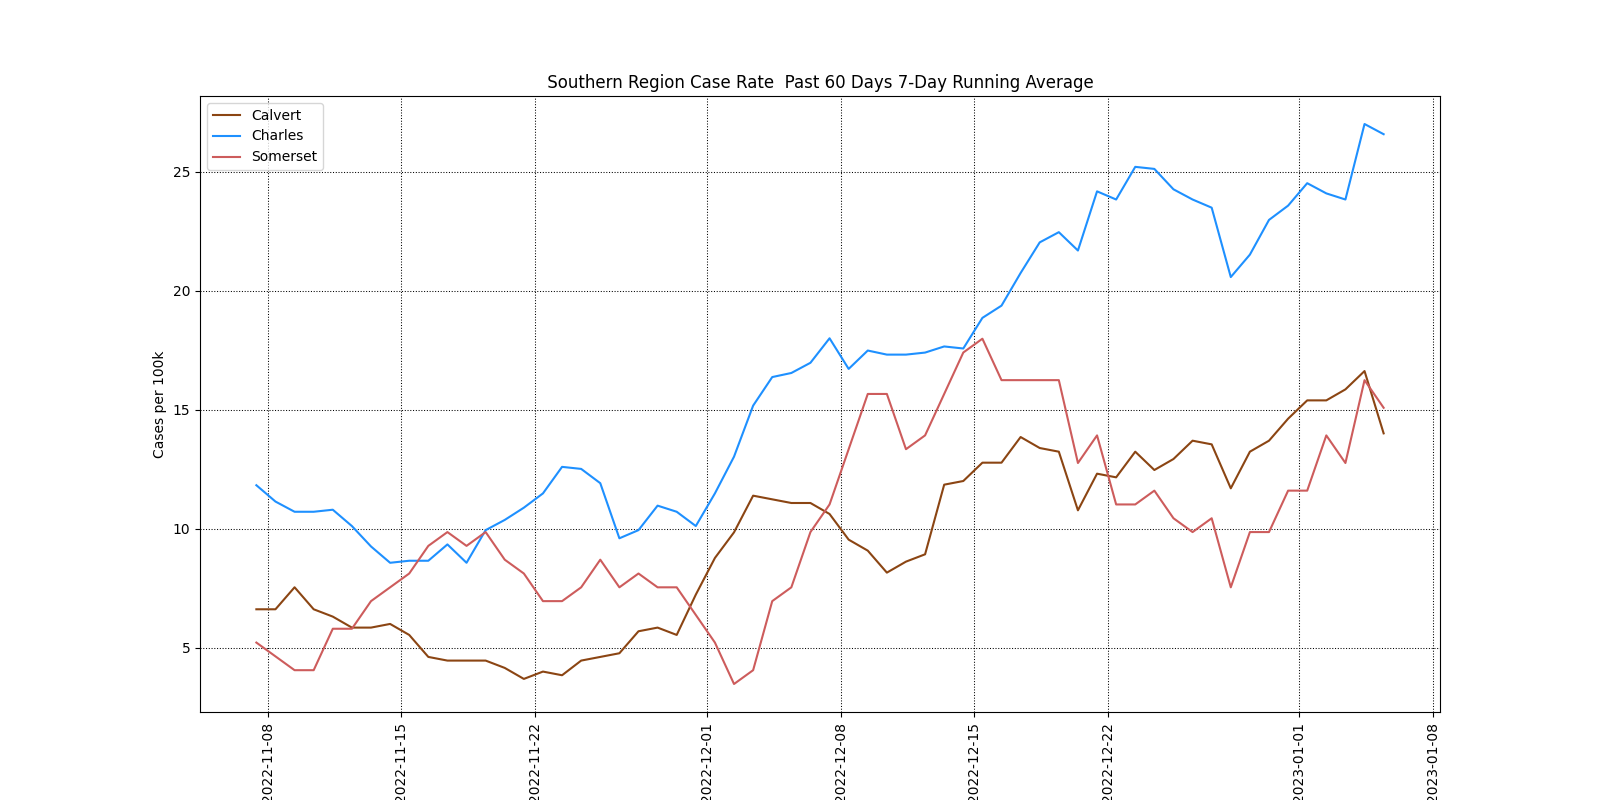 Southern Region Case Rate  Past 60 Days 7-Day Running Average
Calvert
Charles
Somerset
Cases per 100k
25
20
15
10
5
2022-11-08
2022-11-15
2022-11-22
2022-12-01
2022-12-08
2022-12-15
2022-12-22
2023-01-01
2023-01-08